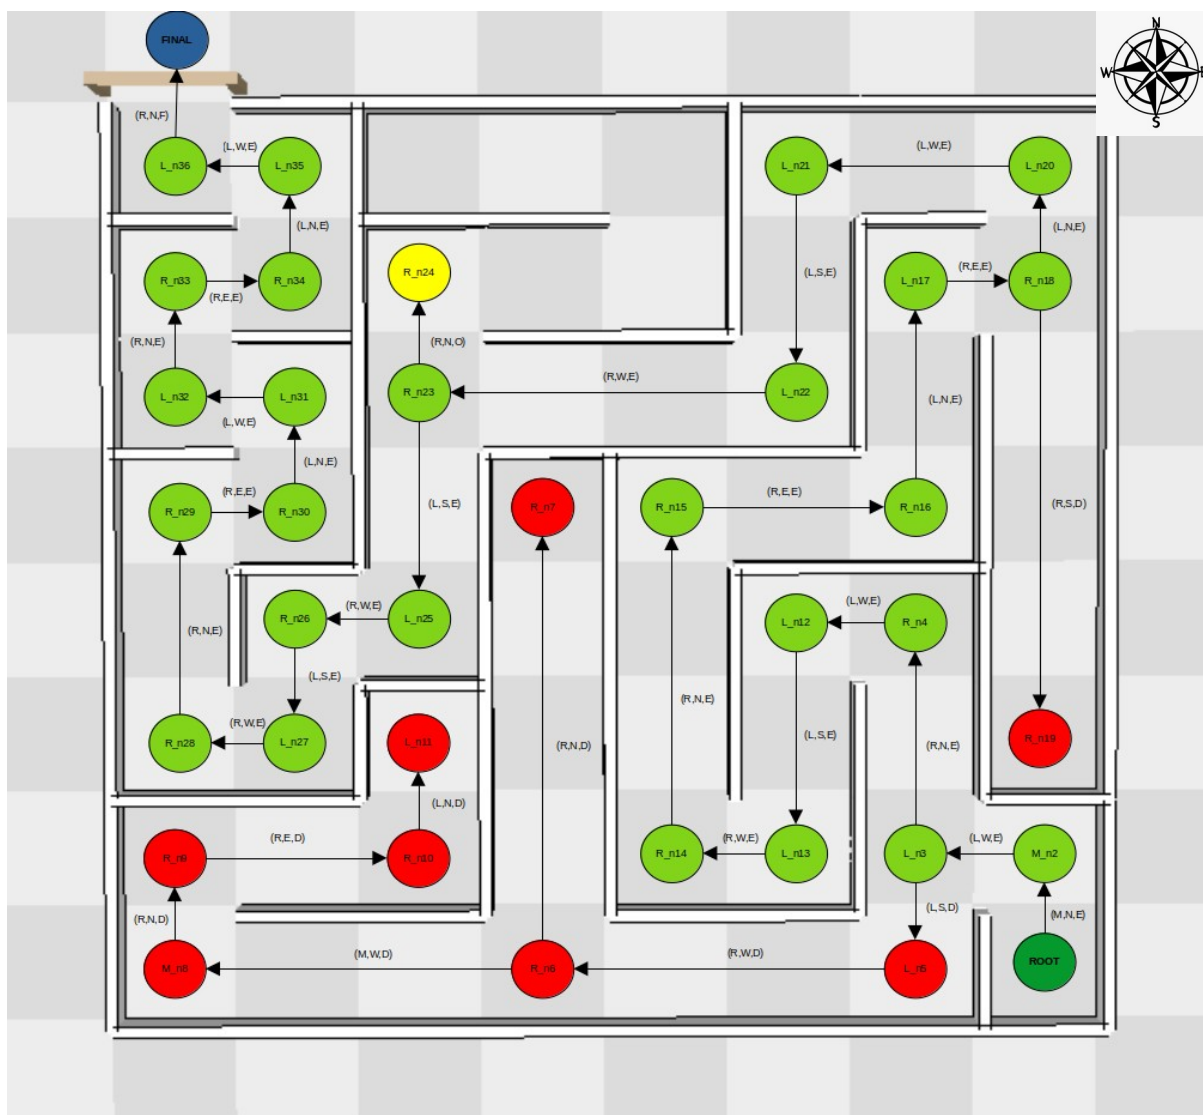 FINAL
N
W
E
S
(R,N,F)
(L,W,E)
(L,W,E)
L_n36
L_n35
L_n21
L_n20
(L,N,E)
(L,N,E)
R_n24
(L,S,E)
R_n33
(R,E,E)
R_n34
L_n17
(R,E,E)
R_n18
(R,N,E)
(R,N,O)
(R,W,E)
L_n32
(L,W,E)
L_n31
R_n23
L_n22
(L,N,E)
(L,N,E)
(R,E,E)
(R,E,E)
R_n29
R_n30
(L,S,E)
R_n7
R_n15
R_n16
(R,S,D)
(R,W,E)
(L,W,E)
R_n26
L_n25
L_n12
R_n4
(R,N,E)
(L,S,E)
(R,N,E)
(R,W,E)
(L,S,E)
R_n28
L_n27
L_n11
(R,N,D)
(R,N,E)
R_n19
(L,N,D)
(R,E,D)
(R,W,E)
(L,W,E)
R_n9
R_n10
R_n14
L_n13
L_n3
M_n2
(R,N,D)
(L,S,D)
(M,N,E)
(M,W,D)
(R,W,D)
M_n8
R_n6
L_n5
ROOT